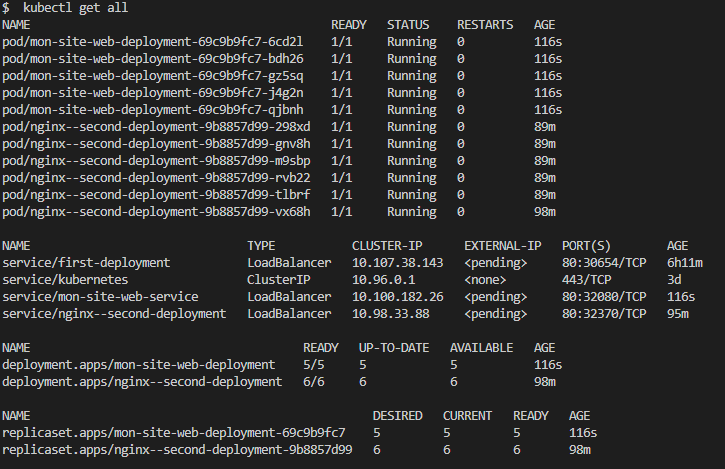 $ kubectl get all
NAME READY STATUS RESTARTS AGE
pod/mon-site-web-deployment-69c9b9fc7-6cd2l 1/1 Running 0 116s
pod/mon-site-web-deployment-69c9b9fc7-bdh26 1/1 Running 0 116s
pod/mon-site-web-deployment-69c9b9fc7-gz5sq 1/1 Running 0 116s
pod/mon-site-web-deployment-69c9b9fc7-j4g2n 1/1 Running 0 116s
pod/mon-site-web-deployment-69c9b9fc7-qjbnh 1/1 Running 0 116s
pod/nginx--second-deployment-9b8857d99-298xd 1/1 Running 0 89m
pod/nginx--second-deployment-9b8857d99-gnv8h 1/1 Running 0 89m
pod/nginx--second-deployment-9b8857d99-m9sbp 1/1 Running 0 89m
pod/nginx--second-deployment-9b8857d99-rvb22 1/1 Running 0 89m
pod/nginx--second-deployment-9b8857d99-tlbrf 1/1 Running 0 89m
pod/nginx--second-deployment-9b8857d99-vx68h 1/1 Running 0 98m
NAME TYPE CLUSTER-IP EXTERNAL-IP PORT(S) AGE
service/first-deployment LoadBalancer 10.107.38.143 <pending> 80:30654/TCP 6h11m
service/kubernetes ClusterIP 10.96.0.1 <none> 443/TCP 3d
service/mon-site-web-service LoadBalancer 10.100.182.26 <pending> 80:32080/TCP 116s
service/nginx--second-deployment LoadBalancer 10.98.33.88 <pending> 80:32370/TCP 95m
NAME READY UP-TO-DATE AVAILABLE AGE
deployment.apps/mon-site-web-deployment 5/5 5 5 116s
deployment.apps/nginx--second-deployment 6/6 6 6 98m
NAME DESIRED CURRENT READY AGE
replicaset.apps/mon-site-web-deployment-69c9b9fc7 5 5 5 116s
replicaset.apps/nginx--second-deployment-9b8857d99 6 6 6 98m